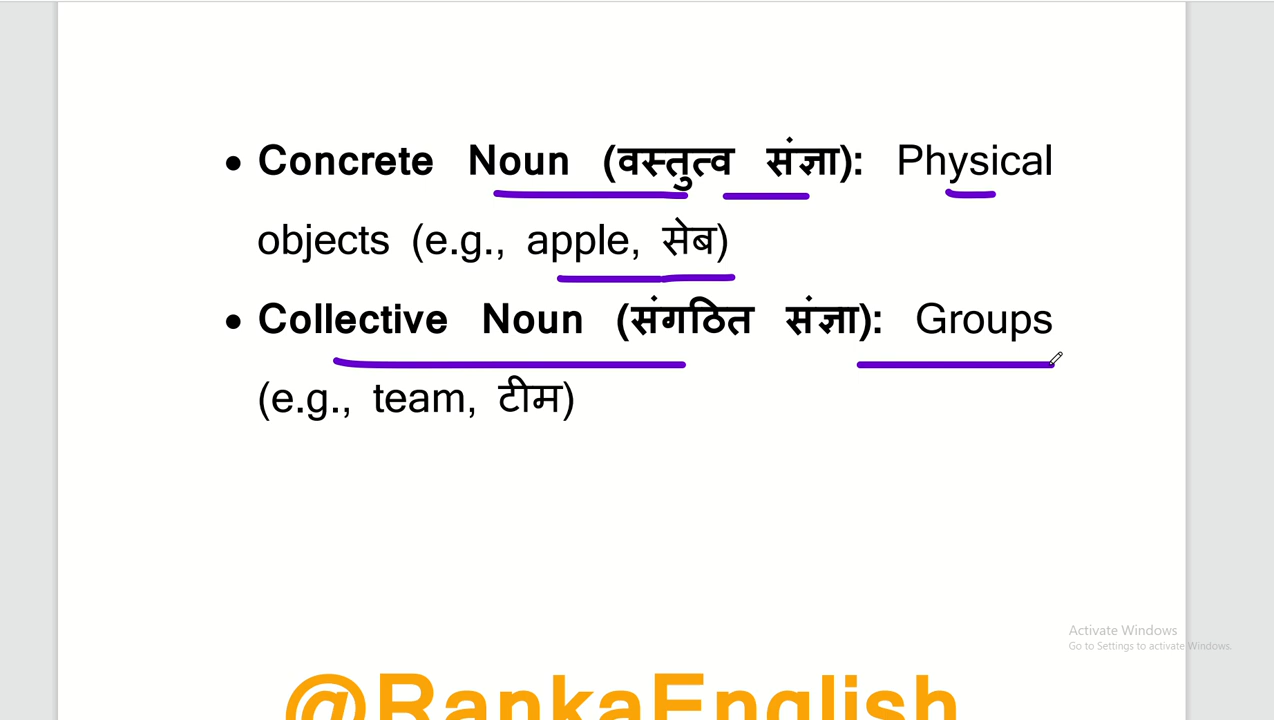 • Concrete Noun (वस्तुत्व संज्ञा): Physical
objects (e.g., apple, सेब)
• Collective Noun (संगठित संज्ञा): Groups
(e.g., team, टीम)
Activate Windows
Go to Settings to activate Windows.
@RankaEnglish